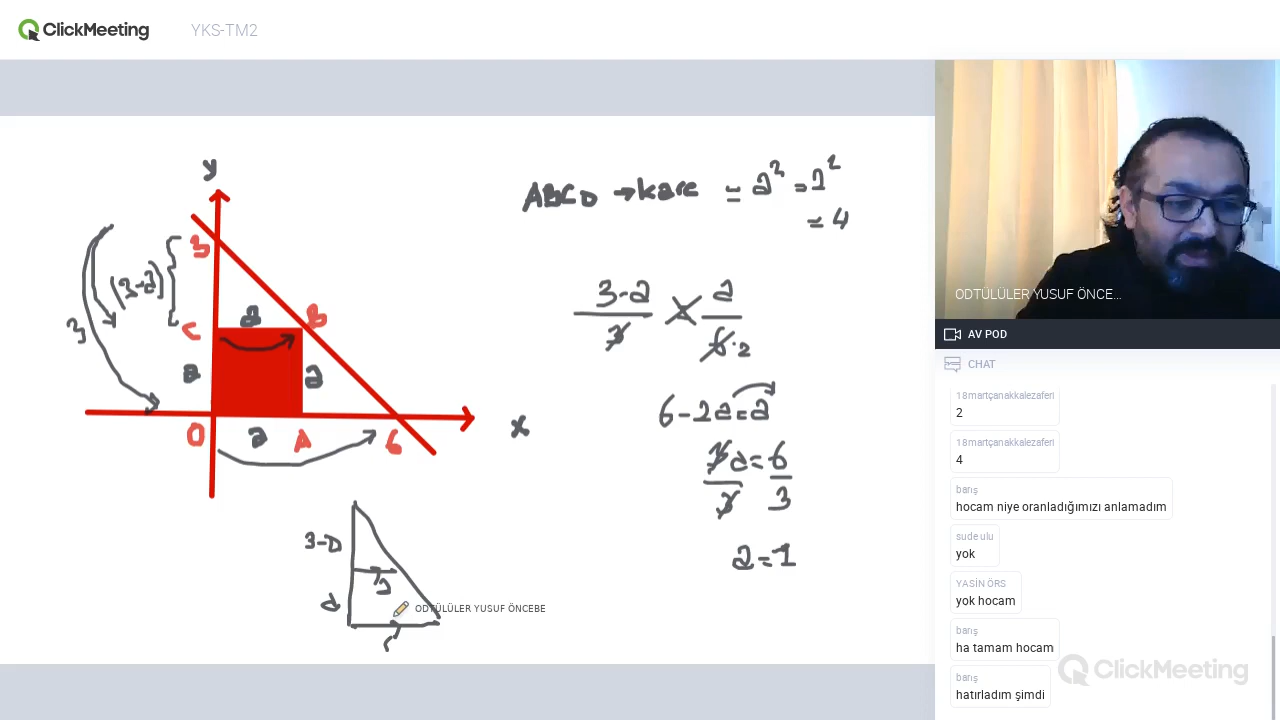 ClickMeeting
YKS-TM2
y
3
(3-a)
3
C
a
B
a
a
O
a
A
6
x
ABCD → kare = a² = 1²
= 4
3-a / 3 × a / 6·2
6-2a=a
3a=6
3 3
a=1
3-a
a
a
ODTÜLÜLER YUSUF ÖNCEBE
ODTÜLÜLER YUSUF ÖNCE...
AV POD
CHAT
18martçanakkalezaferi
2
18martçanakkalezaferi
4
barış
hocam niye oranladığımızı anlamadım
sude ulu
yok
YASİN ÖRS
yok hocam
barış
ha tamam hocam
barış
hatırladım şimdi
ClickMeeting